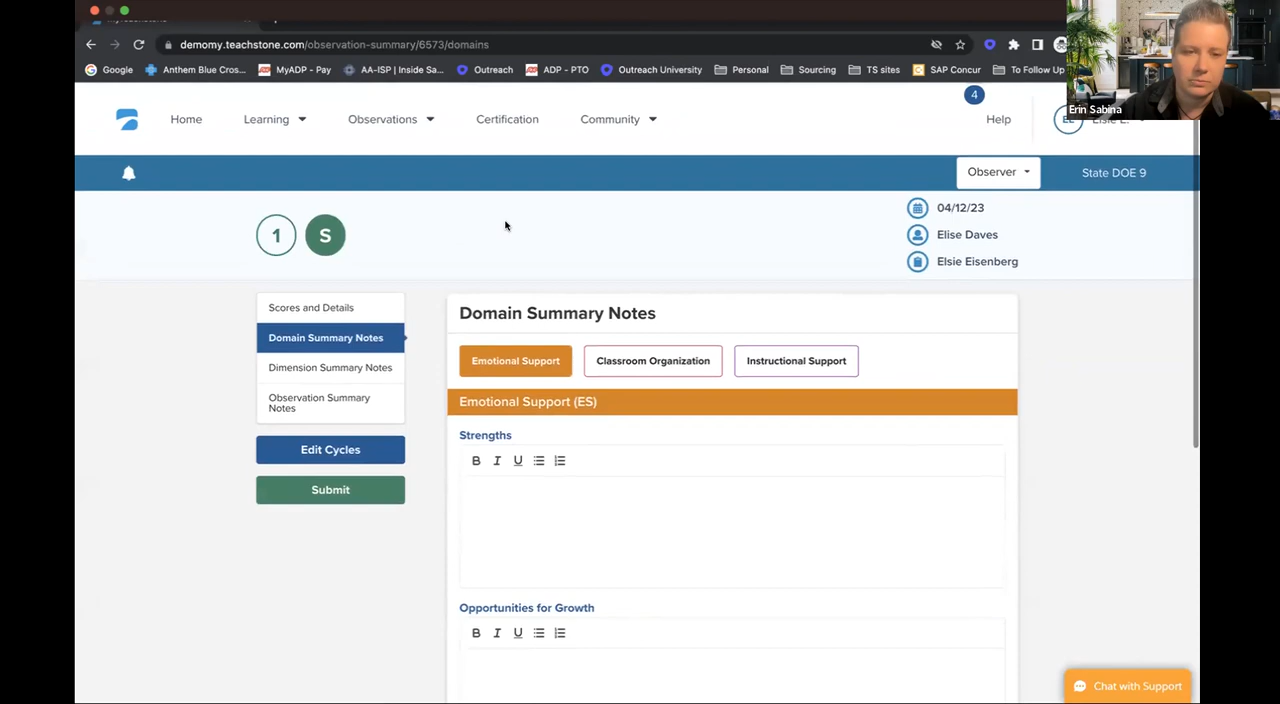 demomy.teachstone.com/observation-summary/6573/domains
Google
Anthem Blue Cros...
MyADP - Pay
AA-ISP | Inside Sa...
Outreach
ADP - PTO
Outreach University
Personal
Sourcing
TS sites
SAP Concur
To Follow Up
Erin Sabina
Home
Learning
Observations
Certification
Community
4
Help
Observer
State DOE 9
1
S
04/12/23
Elise Daves
Elsie Eisenberg
Scores and Details
Domain Summary Notes
Dimension Summary Notes
Observation Summary
Notes
Edit Cycles
Submit
Domain Summary Notes
Emotional Support
Classroom Organization
Instructional Support
Emotional Support (ES)
Strengths
B I U
Opportunities for Growth
B I U
Chat with Support